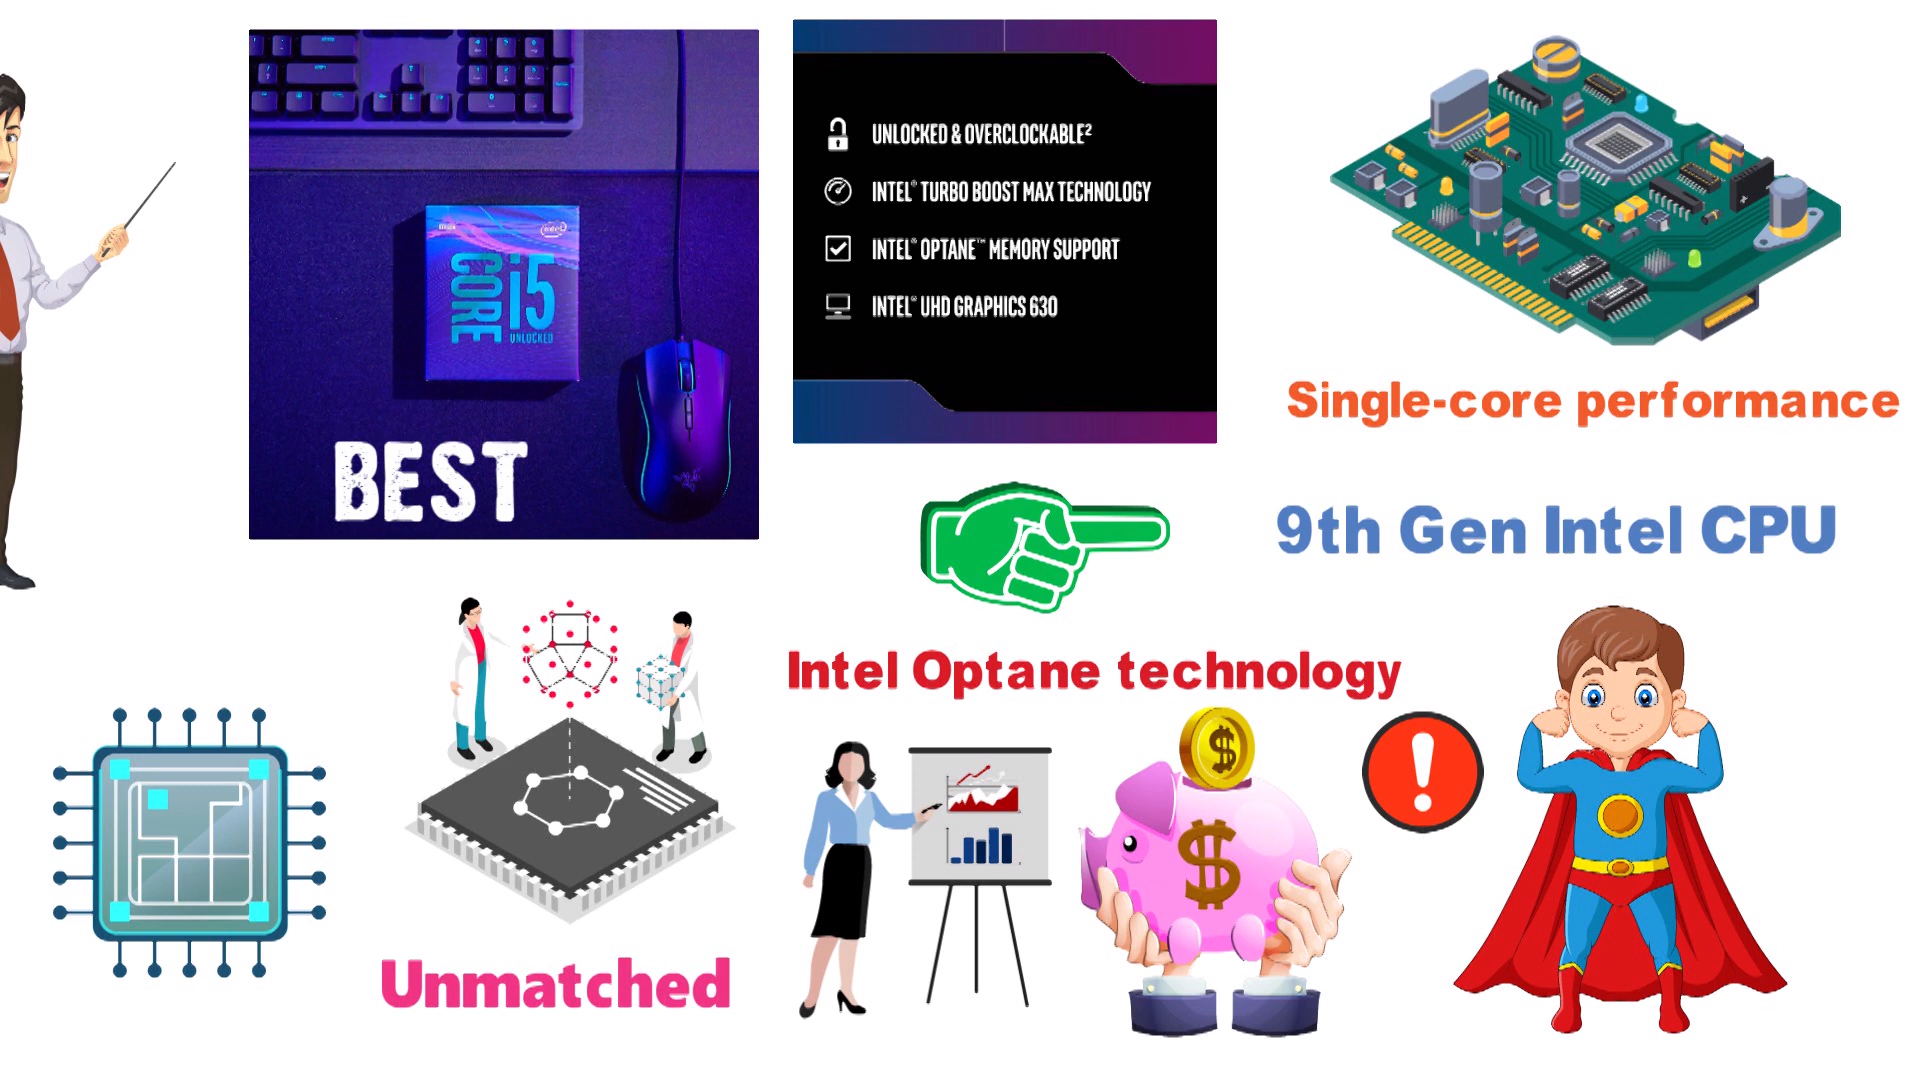 intel
CORE i5
UNLOCKED
BEST
UNLOCKED & OVERCLOCKABLE²
INTEL® TURBO BOOST MAX TECHNOLOGY
INTEL® OPTANE™ MEMORY SUPPORT
INTEL® UHD GRAPHICS 630
Single-core performance
9th Gen Intel CPU
Intel Optane technology
$
$
!
Unmatched